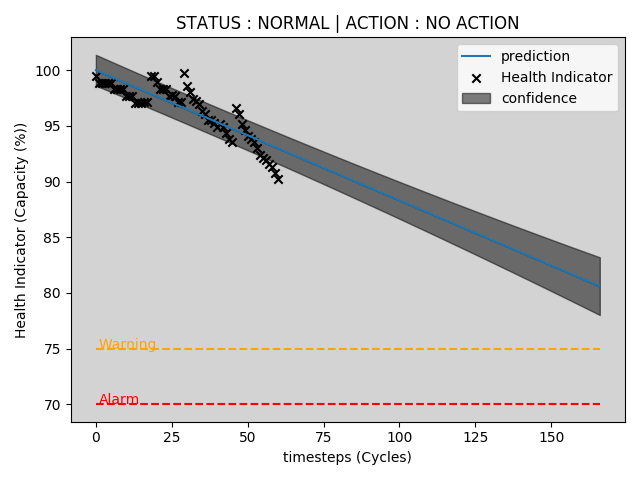 STATUS : NORMAL | ACTION : NO ACTION
prediction
Health Indicator
confidence
Health Indicator (Capacity (%))
100
95
90
85
80
75
70
Warning
Alarm
0
25
50
75
100
125
150
timesteps (Cycles)